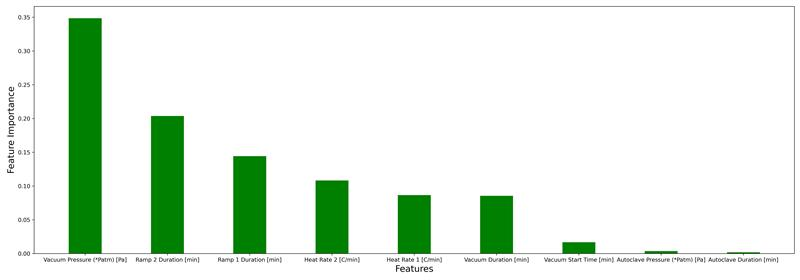 Feature Importance
0.35
0.30
0.25
0.20
0.15
0.10
0.05
0.00
Vacuum Pressure (*Patm) [Pa] Ramp 2 Duration [min] Ramp 1 Duration [min] Heat Rate 2 [C/min] Heat Rate 1 [C/min] Vacuum Duration [min] Vacuum Start Time [min] Autoclave Pressure (*Patm) [Pa] Autoclave Duration [min]
Features